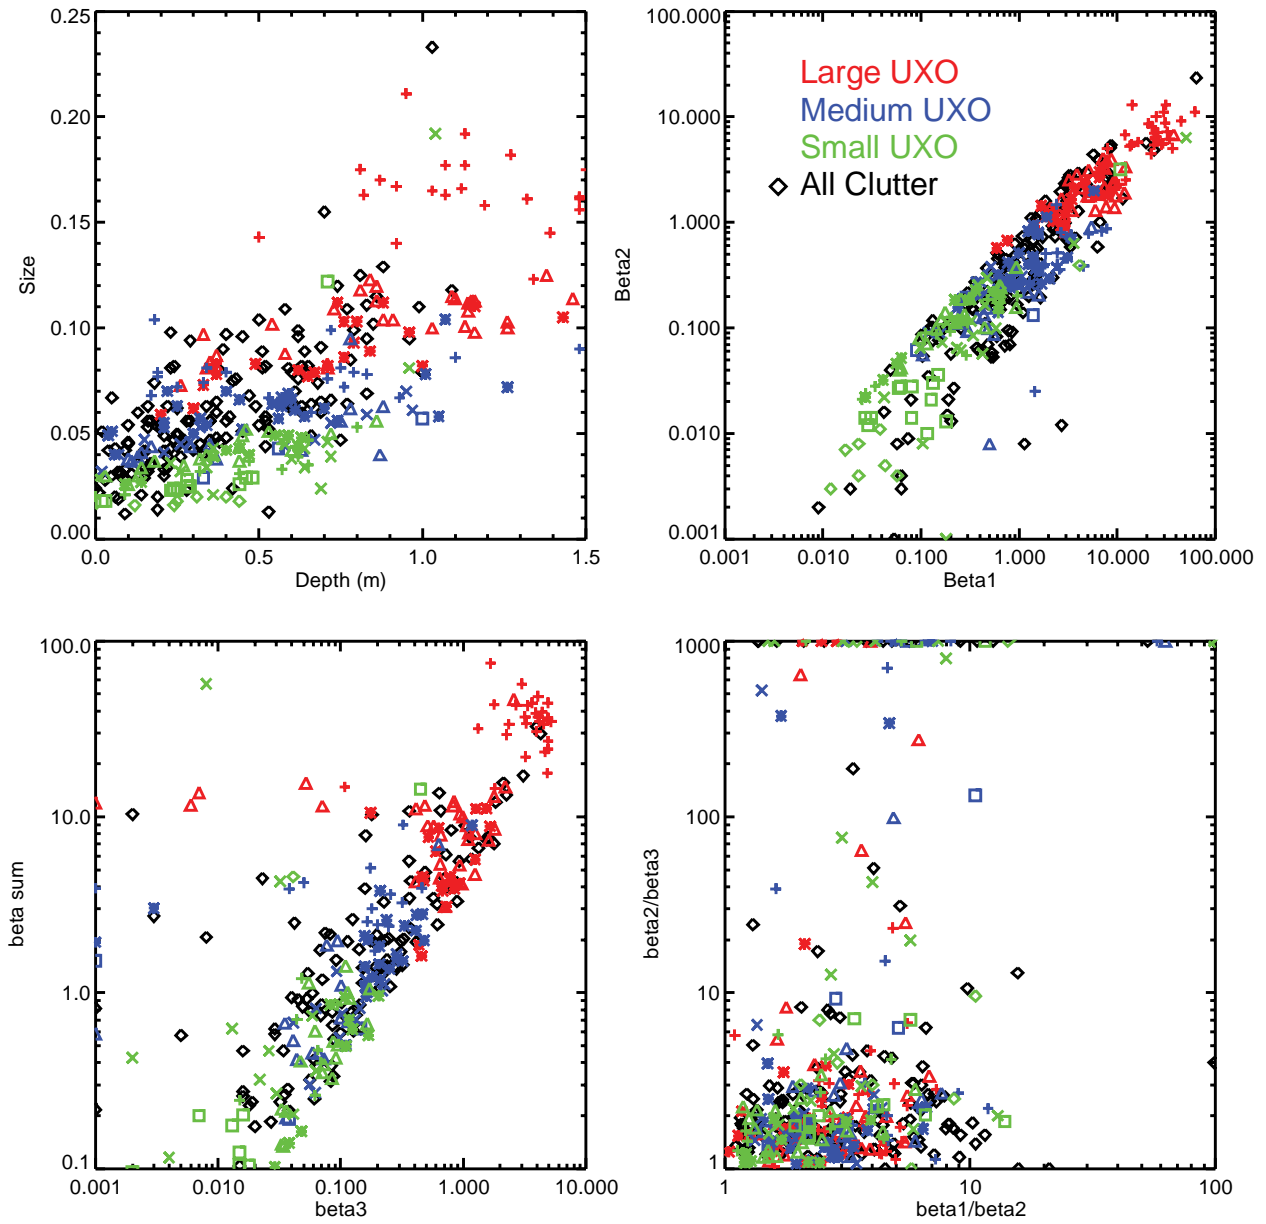 0.25
0.20
0.15
0.10
0.05
0.00
Size
0.0 0.5 1.0 1.5
Depth (m)
100.000
10.000
1.000
0.100
0.010
0.001
Beta2
Large UXO
Medium UXO
Small UXO
All Clutter
0.001 0.010 0.100 1.000 10.000 100.000
Beta1
100.0
10.0
1.0
0.1
beta sum
0.001 0.010 0.100 1.000 10.000
beta3
1000
100
10
1
beta2/beta3
1 10 100
beta1/beta2